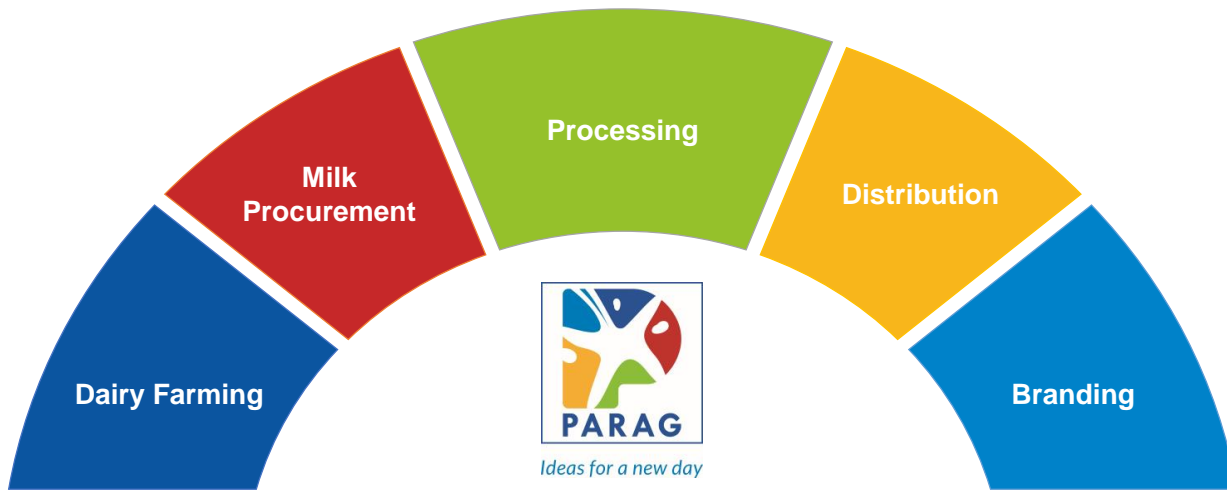 Dairy Farming
Milk
Procurement
Processing
Distribution
Branding
PARAG
Ideas for a new day